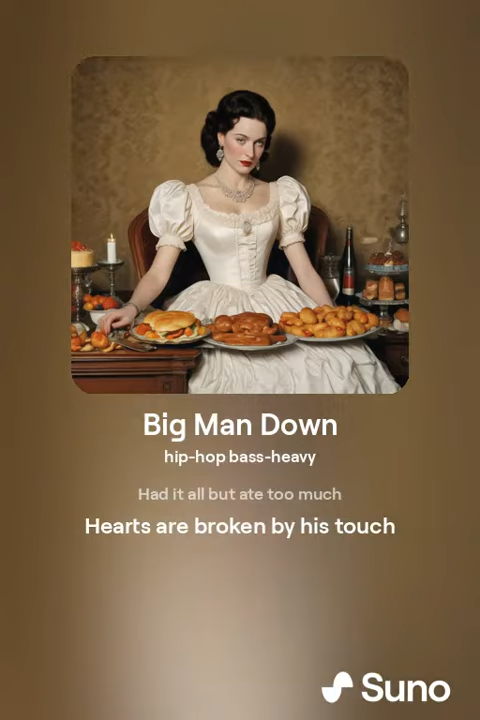 Big Man Down
hip-hop bass-heavy
Had it all but ate too much
Hearts are broken by his touch
Suno